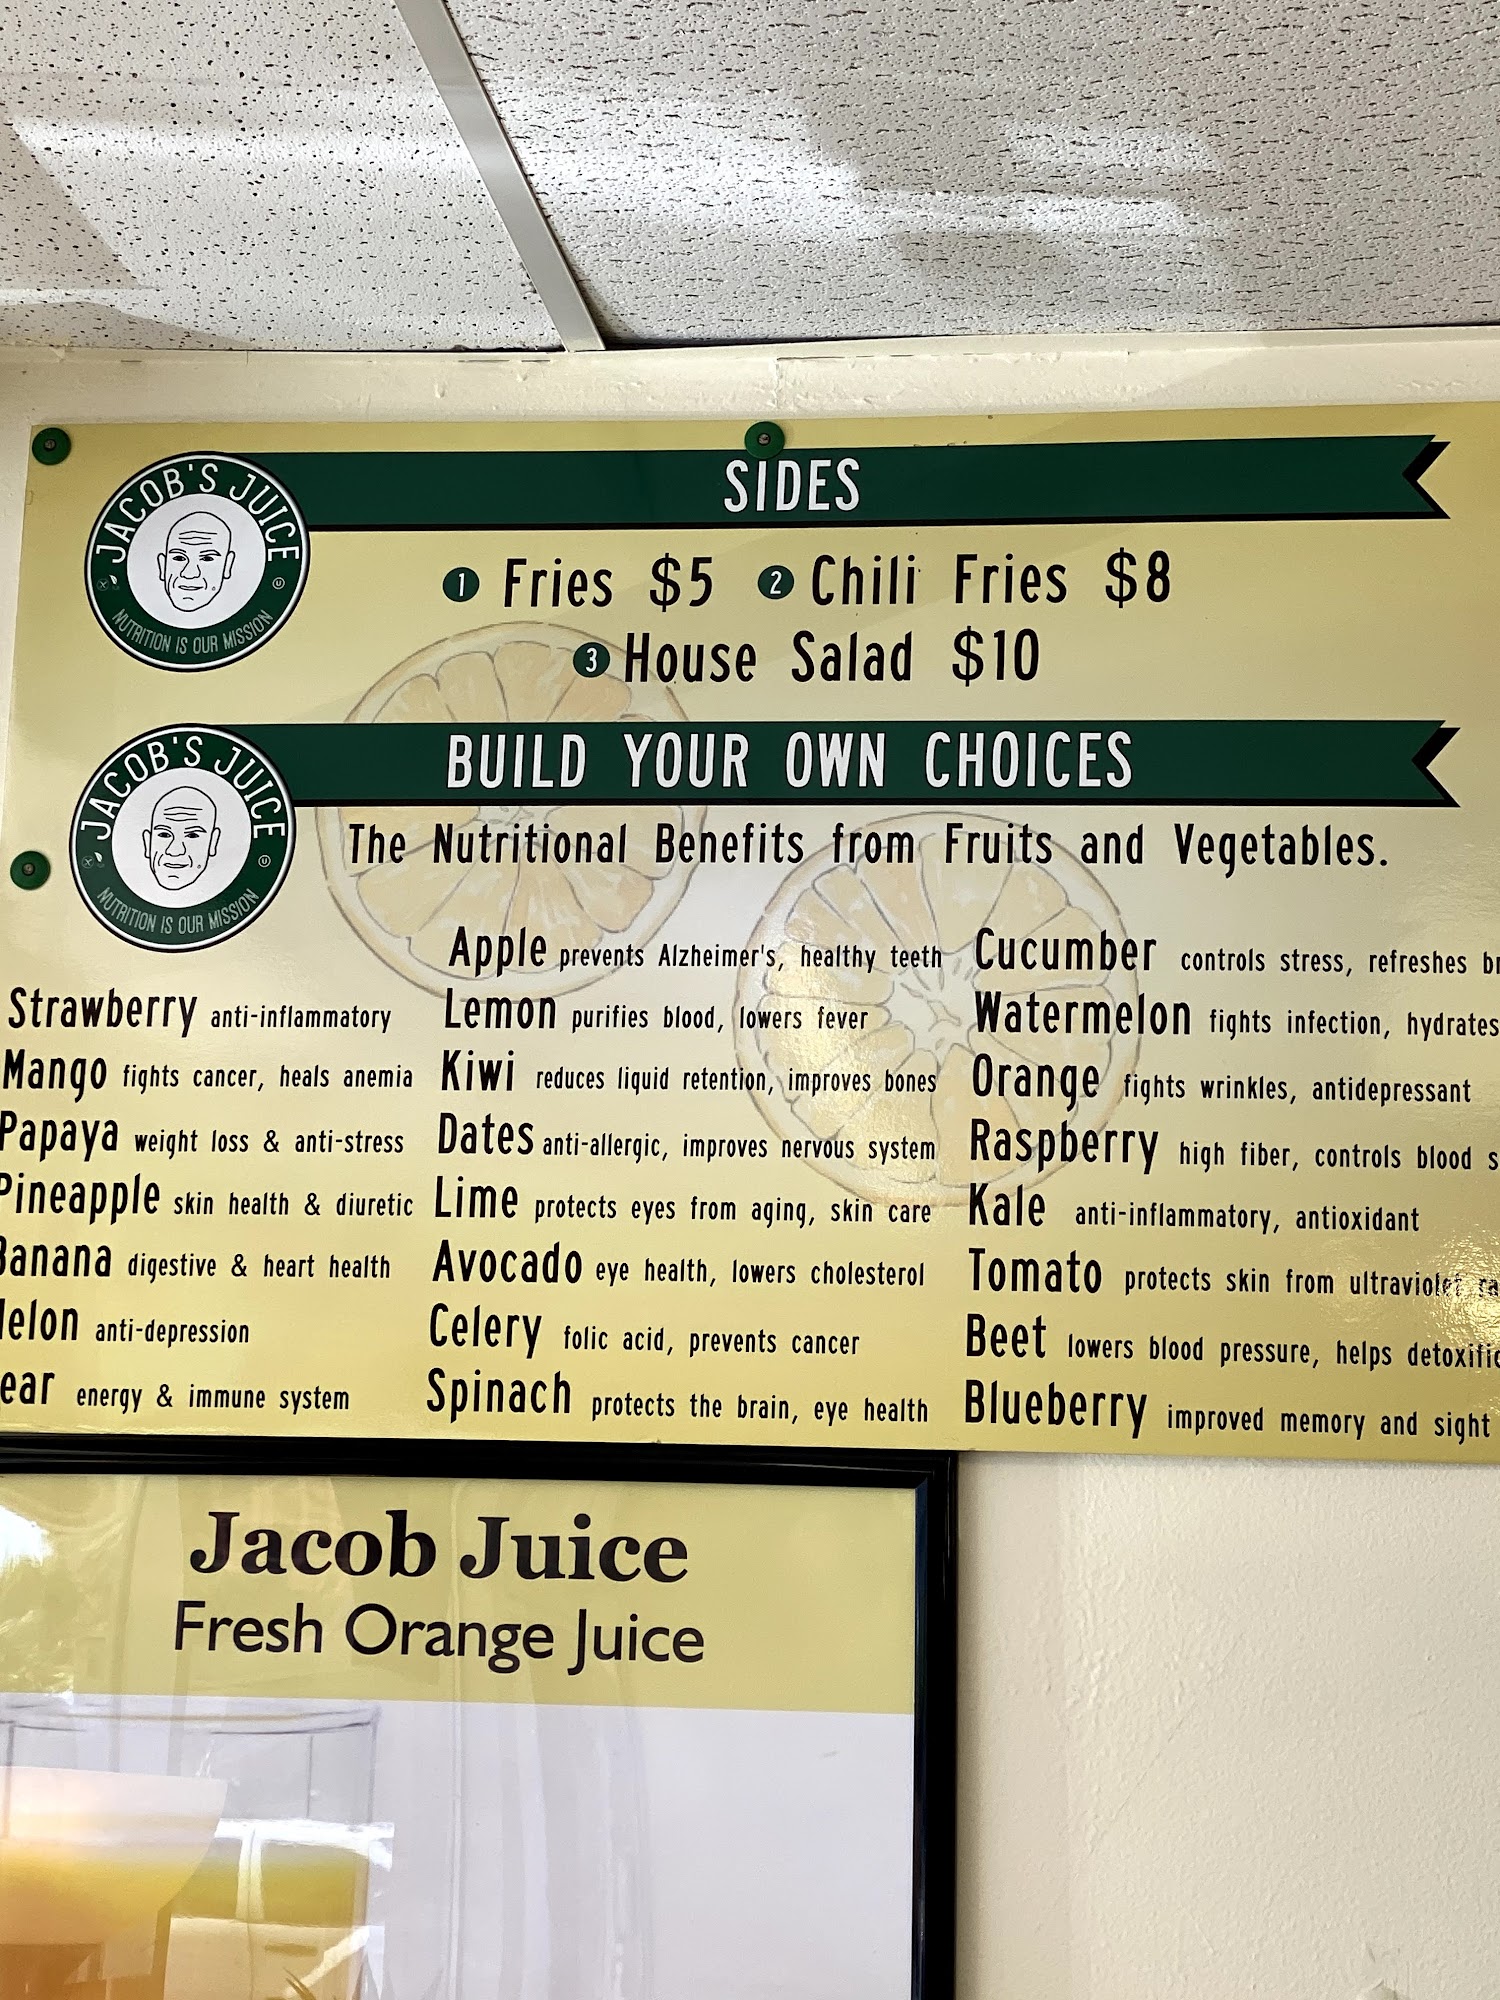 JACOB'S JUICE
NUTRITION IS OUR MISSION
SIDES
1 Fries $5 2 Chili Fries $8
3 House Salad $10
JACOB'S JUICE
NUTRITION IS OUR MISSION
BUILD YOUR OWN CHOICES
The Nutritional Benefits from Fruits and Vegetables.
Strawberry anti-inflammatory
Mango fights cancer, heals anemia
Papaya weight loss & anti-stress
Pineapple skin health & diuretic
Banana digestive & heart health
elon anti-depression
ear energy & immune system
Apple prevents Alzheimer's, healthy teeth
Lemon purifies blood, lowers fever
Kiwi reduces liquid retention, improves bones
Dates anti-allergic, improves nervous system
Lime protects eyes from aging, skin care
Avocado eye health, lowers cholesterol
Celery folic acid, prevents cancer
Spinach protects the brain, eye health
Cucumber controls stress, refreshes
Watermelon fights infection, hydrates
Orange fights wrinkles, antidepressant
Raspberry high fiber, controls blood
Kale anti-inflammatory, antioxidant
Tomato protects skin from ultraviolet
Beet lowers blood pressure, helps
Blueberry improved memory and sight
Jacob Juice
Fresh Orange Juice